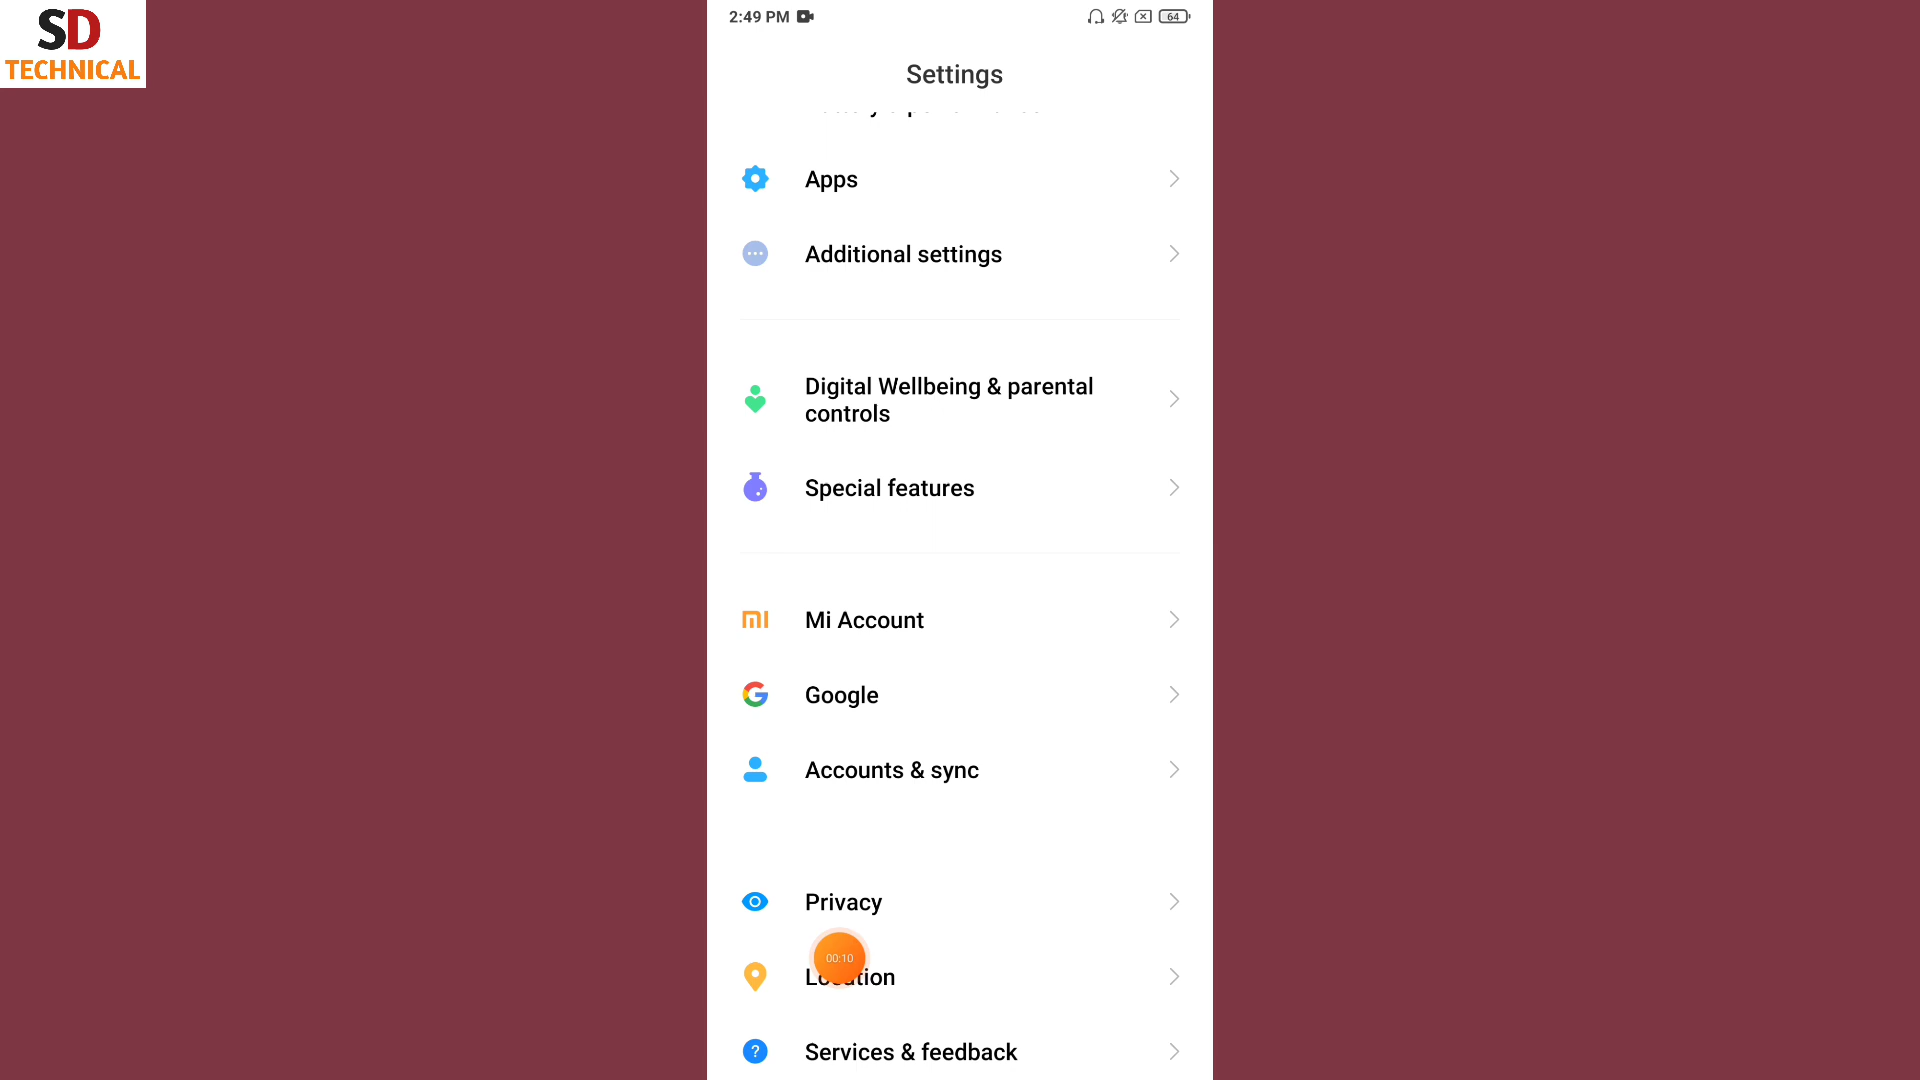 SD
TECHNICAL
2:49 PM
64
Settings
Apps
Additional settings
Digital Wellbeing & parental
controls
Special features
Mi Account
Google
Accounts & sync
Privacy
00:10
Location
Services & feedback